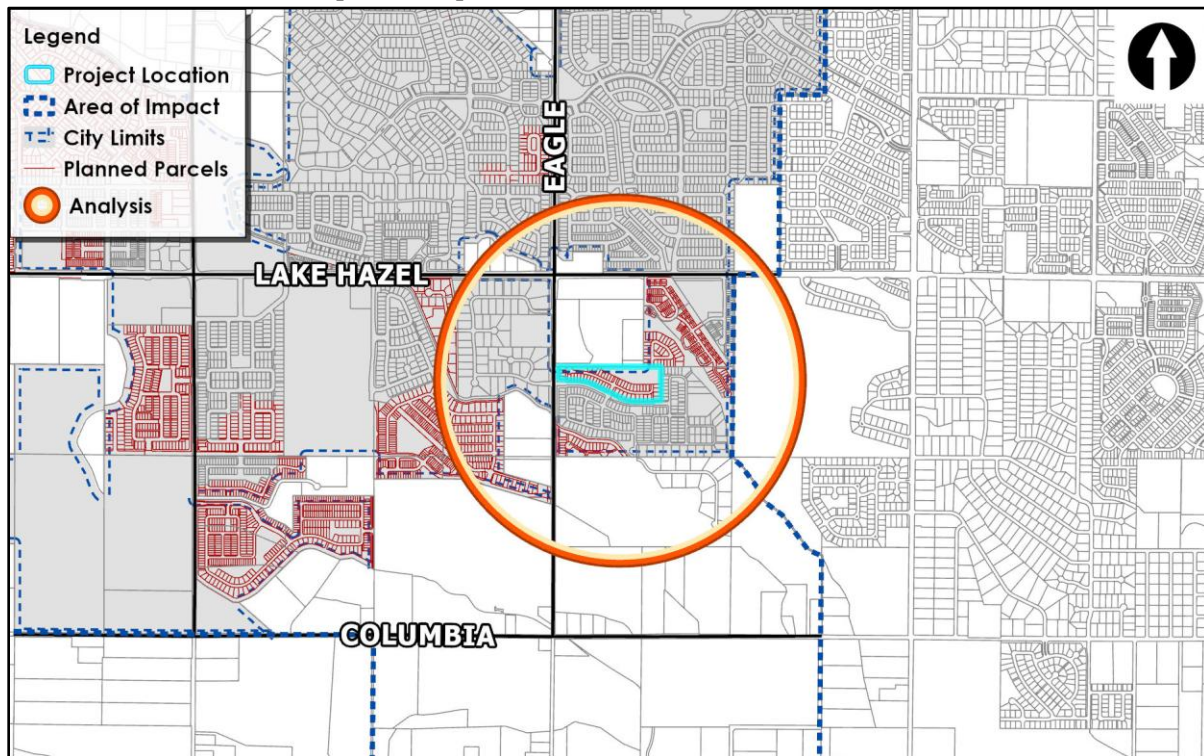 Legend
Project Location
Area of Impact
City Limits
Planned Parcels
Analysis
EAGLE
LAKE HAZEL
COLUMBIA